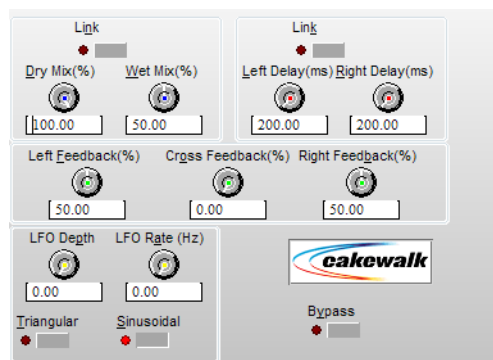 Link
Link
Dry Mix(%) Wet Mix(%)
Left Delay(ms) Right Delay(ms)
100.00 50.00
200.00 200.00
Left Feedback(%) Cross Feedback(%) Right Feedback(%)
50.00 0.00 50.00
LFO Depth LFO Rate (Hz)
0.00 0.00
cakewalk
Triangular Sinusoidal
Bypass